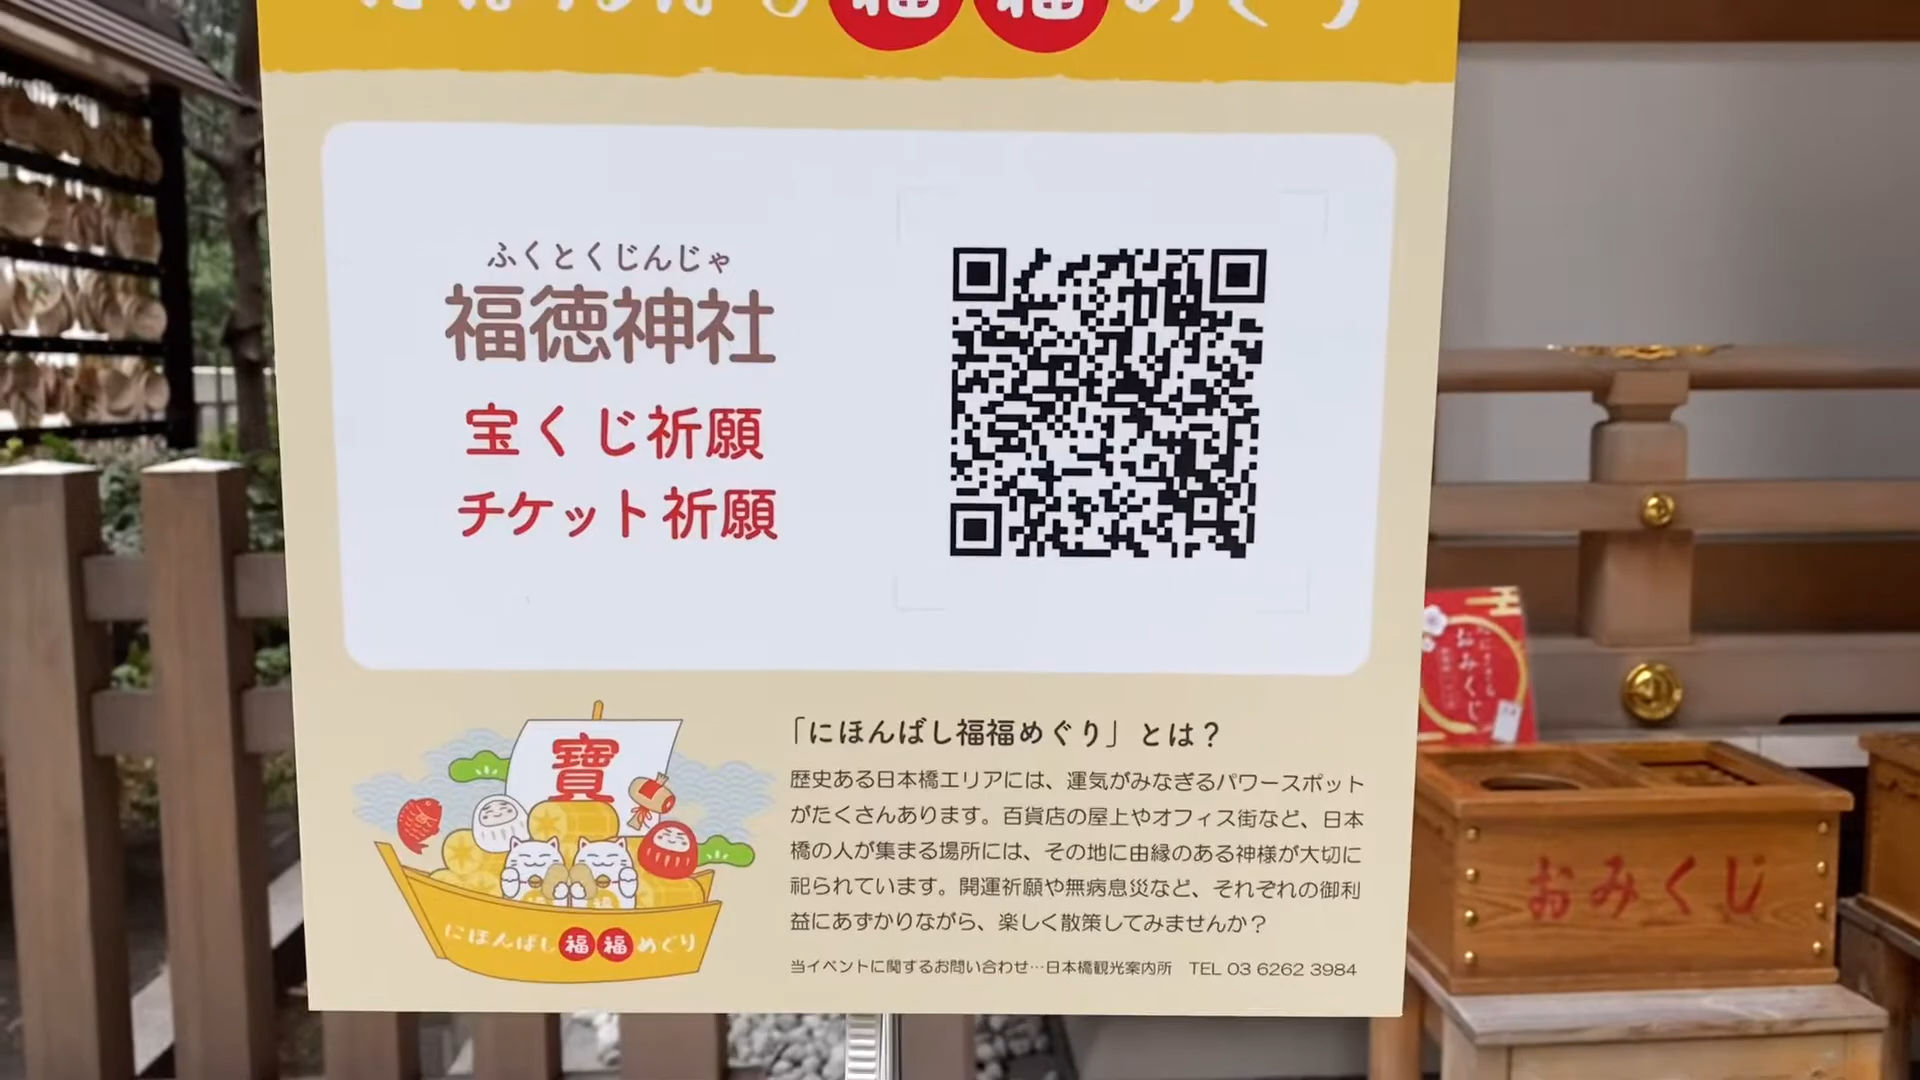 にほんばし福福めぐり
ふくとくじんじゃ
福徳神社
宝くじ祈願
チケット祈願
寶
にほんばし福福めぐり
「にほんばし福福めぐり」とは？
歴史ある日本橋エリアには、運気がみなぎるパワースポット
がたくさんあります。百貨店の屋上やオフィス街など、日本
橋の人が集まる場所には、その地に由縁のある神様が大切に
祀られています。開運祈願や無病息災など、それぞれの御利
益にあずかりながら、楽しく散策してみませんか？
当イベントに関するお問い合わせ…日本橋観光案内所 TEL 03 6262 3984
おみくじ
おみくじ